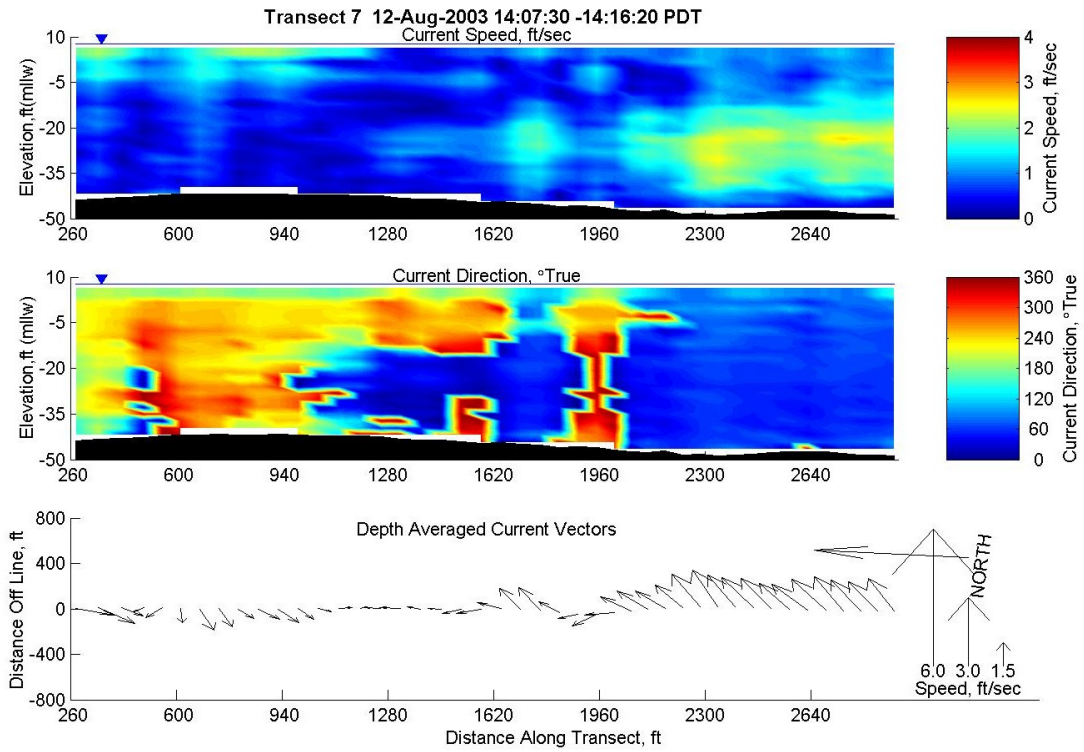 Transect 7 12-Aug-2003 14:07:30 -14:16:20 PDT
Current Speed, ft/sec
Elevation,ft(mllw)
10
-5
-20
-35
-50
260 600 940 1280 1620 1960 2300 2640
4
3
2
1
0
Current Speed, ft/sec
Current Direction, °True
Elevation,ft (mllw)
10
-5
-20
-35
-50
260 600 940 1280 1620 1960 2300 2640
360
300
240
180
120
60
0
Current Direction, °True
Depth Averaged Current Vectors
Distance Off Line, ft
800
400
0
-400
-800
260 600 940 1280 1620 1960 2300 2640
Distance Along Transect, ft
NORTH
6.0 3.0 1.5
Speed, ft/sec